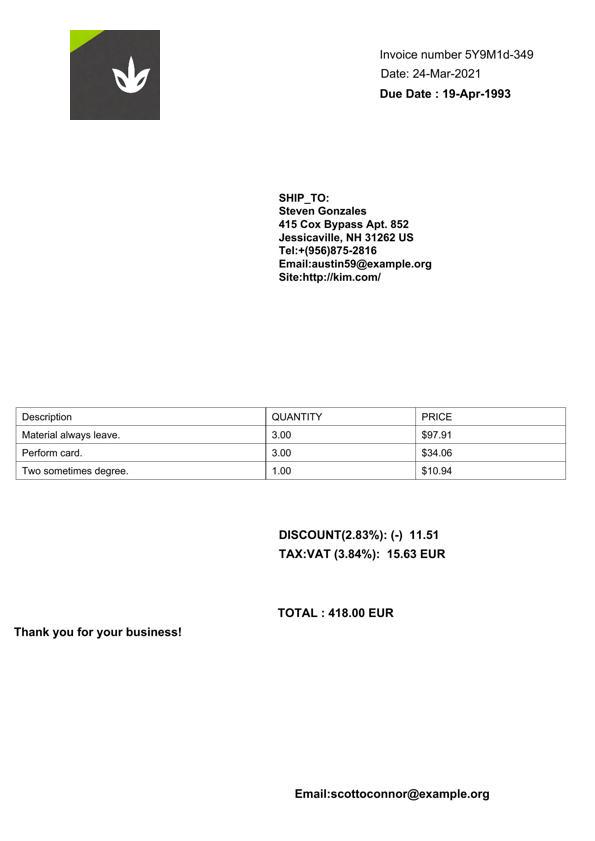 Invoice number 5Y9M1d-349
Date: 24-Mar-2021
Due Date : 19-Apr-1993
SHIP_TO:
Steven Gonzales
415 Cox Bypass Apt. 852
Jessicaville, NH 31262 US
Tel:+(956)875-2816
Email:austin59@example.org
Site:http://kim.com/
Description QUANTITY PRICE
Material always leave. 3.00 $97.91
Perform card. 3.00 $34.06
Two sometimes degree. 1.00 $10.94
DISCOUNT(2.83%): (-) 11.51
TAX:VAT (3.84%): 15.63 EUR
TOTAL : 418.00 EUR
Thank you for your business!
Email:scottoconnor@example.org